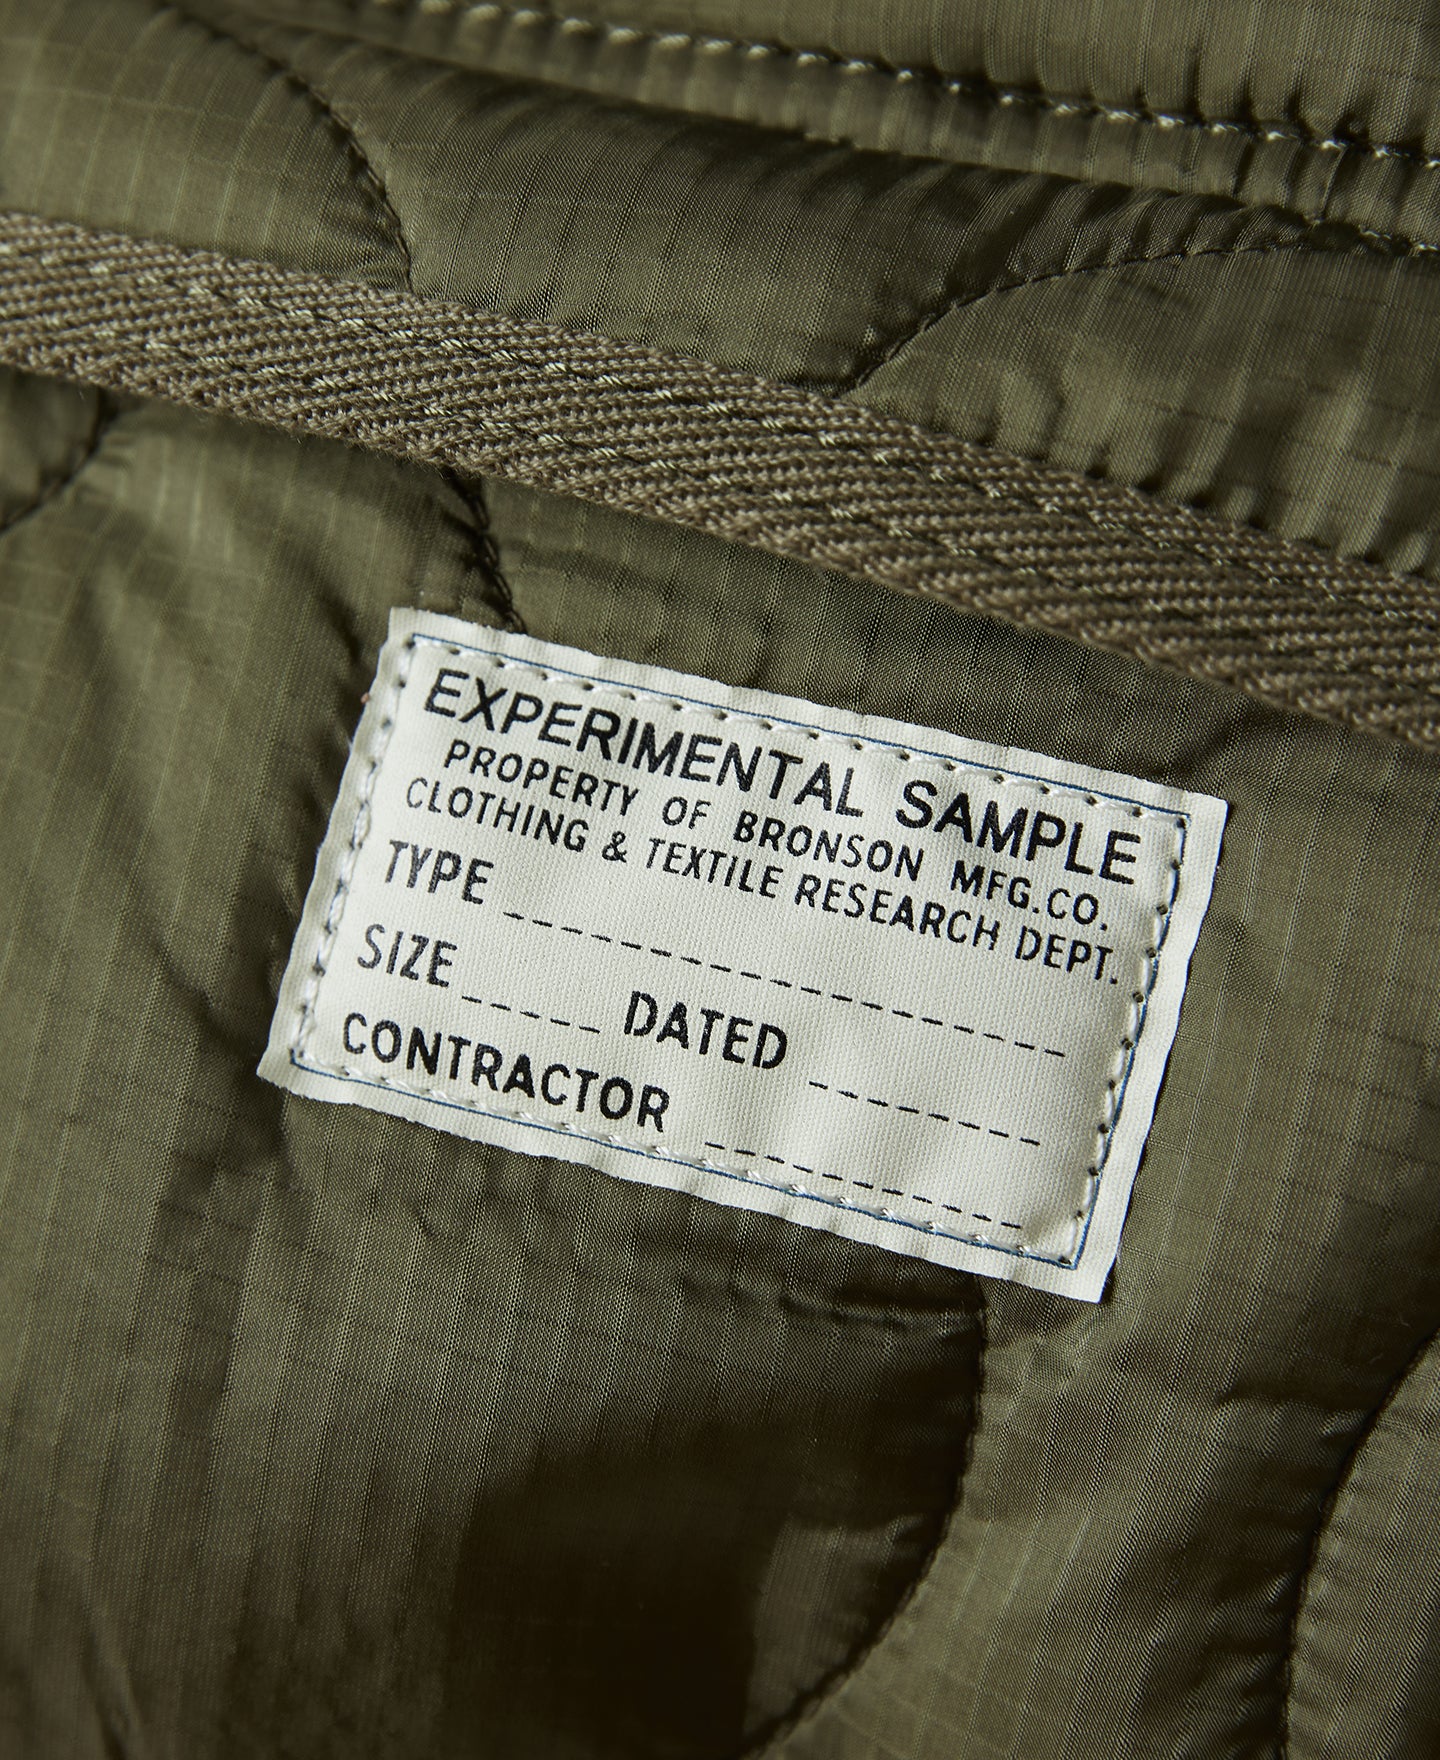 EXPERIMENTAL SAMPLE
PROPERTY OF BRONSON MFG.CO.
CLOTHING & TEXTILE RESEARCH DEPT.
TYPE
SIZE DATED
CONTRACTOR